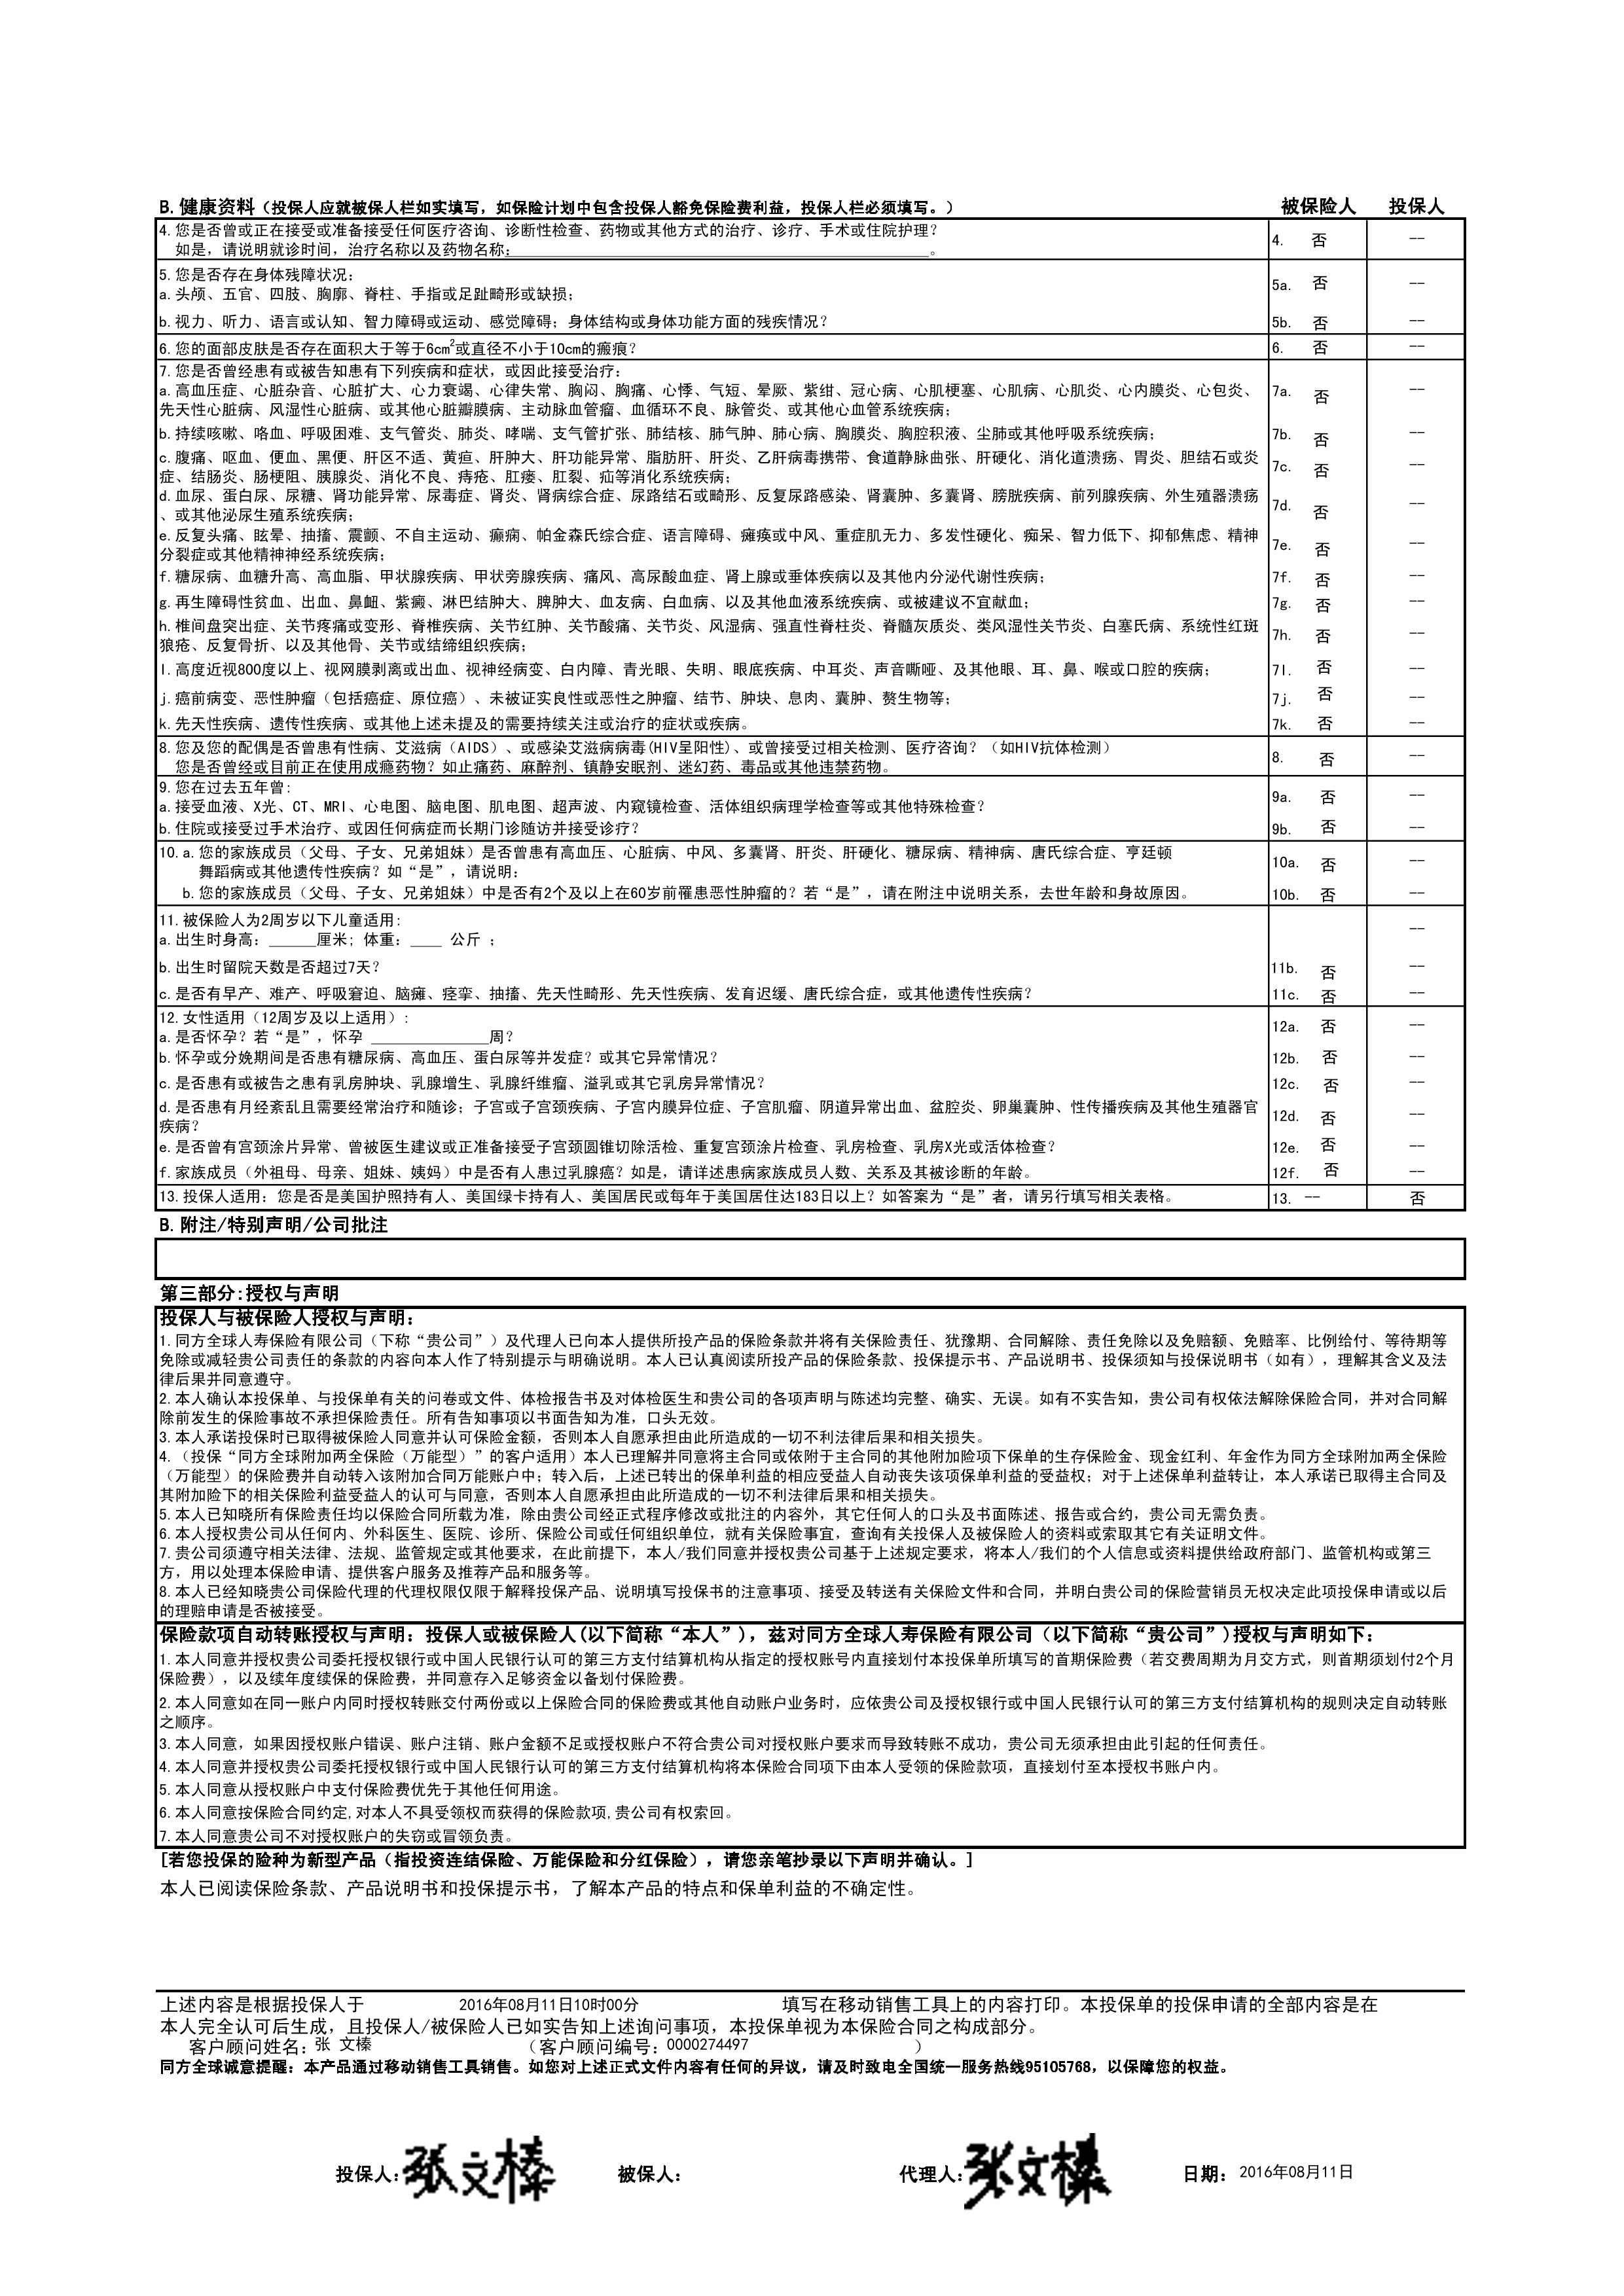 B. 健康资料（投保人应就被保人栏如实填写，如保险计划中包含投保人豁免保险费利益，投保人栏必须填写。） 被保险人 投保人
4. 您是否曾或正在接受或准备接受任何医疗咨询、诊断性检查、药物或其他方式的治疗、诊疗、手术或住院护理？ 4. 否 --
如是，请说明就诊时间，治疗名称以及药物名称: 。
5. 您是否存在身体残障状况:
a. 头颅、五官、四肢、胸廓、脊柱、手指或足趾畸形或缺损； 5a. 否 --
b. 视力、听力、语言或认知、智力障碍或运动、感觉障碍；身体结构或身体功能方面的残疾情况？ 5b. 否 --
6. 您的面部皮肤是否存在面积大于等于6cm²或直径不小于10cm的瘢痕？ 6. 否 --
7. 您是否曾经患有或被告知患有下列疾病和症状，或因此接受治疗:
a. 高血压症、心脏杂音、心脏扩大、心力衰竭、心律失常、胸闷、胸痛、心悸、气短、晕厥、紫绀、冠心病、心肌梗塞、心肌病、心肌炎、心内膜炎、心包炎、 7a. 否 --
先天性心脏病、风湿性心脏病、或其他心脏瓣膜病、主动脉血管瘤、血循环不良、脉管炎、或其他心血管系统疾病；
b. 持续咳嗽、咯血、呼吸困难、支气管炎、肺炎、哮喘、支气管扩张、肺结核、肺气肿、肺心病、胸膜炎、胸腔积液、尘肺或其他呼吸系统疾病； 7b. 否 --
c. 腹痛、呕血、便血、黑便、肝区不适、黄疸、肝肿大、肝功能异常、脂肪肝、肝炎、乙肝病毒携带、食道静脉曲张、肝硬化、消化道溃疡、胃炎、胆结石或炎 7c. 否 --
症、结肠炎、肠梗阻、胰腺炎、消化不良、痔疮、肛瘘、肛裂、疝等消化系统疾病；
d. 血尿、蛋白尿、尿糖、肾功能异常、尿毒症、肾炎、肾病综合症、尿路结石或畸形、反复尿路感染、肾囊肿、多囊肾、膀胱疾病、前列腺疾病、外生殖器溃疡 7d. 否 --
、或其他泌尿生殖系统疾病；
e. 反复头痛、眩晕、抽搐、震颤、不自主运动、癫痫、帕金森氏综合症、语言障碍、瘫痪或中风、重症肌无力、多发性硬化、痴呆、智力低下、抑郁焦虑、精神 7e. 否 --
分裂症或其他精神神经系统疾病；
f. 糖尿病、血糖升高、高血脂、甲状腺疾病、甲状旁腺疾病、痛风、高尿酸血症、肾上腺或垂体疾病以及其他内分泌代谢性疾病； 7f. 否 --
g. 再生障碍性贫血、出血、鼻衄、紫癜、淋巴结肿大、脾肿大、血友病、白血病、以及其他血液系统疾病、或被建议不宜献血； 7g. 否 --
h. 椎间盘突出症、关节疼痛或变形、脊椎疾病、关节红肿、关节酸痛、关节炎、风湿病、强直性脊柱炎、脊髓灰质炎、类风湿性关节炎、白塞氏病、系统性红斑 7h. 否 --
狼疮、反复骨折、以及其他骨、关节或结缔组织疾病；
I. 高度近视800度以上、视网膜剥离或出血、视神经病变、白内障、青光眼、失明、眼底疾病、中耳炎、声音嘶哑、及其他眼、耳、鼻、喉或口腔的疾病； 7I. 否 --
j. 癌前病变、恶性肿瘤（包括癌症、原位癌）、未被证实良性或恶性之肿瘤、结节、肿块、息肉、囊肿、赘生物等； 7j. 否 --
k. 先天性疾病、遗传性疾病、或其他上述未提及的需要持续关注或治疗的症状或疾病。 7k. 否 --
8. 您及您的配偶是否曾患有性病、艾滋病（AIDS）、或感染艾滋病病毒(HIV呈阳性)、或曾接受过相关检测、医疗咨询？（如HIV抗体检测） 8. 否 --
您是否曾经或目前正在使用成瘾药物？如止痛药、麻醉剂、镇静安眠剂、迷幻药、毒品或其他违禁药物。
9. 您在过去五年曾:
a. 接受血液、X光、CT、MRI、心电图、脑电图、肌电图、超声波、内窥镜检查、活体组织病理学检查等或其他特殊检查？ 9a. 否 --
b. 住院或接受过手术治疗、或因任何病症而长期门诊随访并接受诊疗？ 9b. 否 --
10. a. 您的家族成员（父母、子女、兄弟姐妹）是否曾患有高血压、心脏病、中风、多囊肾、肝炎、肝硬化、糖尿病、精神病、唐氏综合症、亨廷顿 10a. 否 --
舞蹈病或其他遗传性疾病？如“是”，请说明:
b. 您的家族成员（父母、子女、兄弟姐妹）中是否有2个及以上在60岁前罹患恶性肿瘤的？若“是”，请在附注中说明关系，去世年龄和身故原因。 10b. 否 --
11. 被保险人为2周岁以下儿童适用: --
a. 出生时身高: ______厘米；体重: ____ 公斤 ；
b. 出生时留院天数是否超过7天？ 11b. 否 --
c. 是否有早产、难产、呼吸窘迫、脑瘫、痉挛、抽搐、先天性畸形、先天性疾病、发育迟缓、唐氏综合症，或其他遗传性疾病？ 11c. 否 --
12. 女性适用（12周岁及以上适用）:
a. 是否怀孕？若“是”，怀孕 _______________周？ 12a. 否 --
b. 怀孕或分娩期间是否患有糖尿病、高血压、蛋白尿等并发症？或其它异常情况？ 12b. 否 --
c. 是否患有或被告之患有乳房肿块、乳腺增生、乳腺纤维瘤、溢乳或其它乳房异常情况？ 12c. 否 --
d. 是否患有月经紊乱且需要经常治疗和随诊；子宫或子宫颈疾病、子宫内膜异位症、子宫肌瘤、阴道异常出血、盆腔炎、卵巢囊肿、性传播疾病及其他生殖器官 12d. 否 --
疾病？
e. 是否曾有宫颈涂片异常、曾被医生建议或正准备接受子宫颈圆锥切除活检、重复宫颈涂片检查、乳房检查、乳房X光或活体检查？ 12e. 否 --
f. 家族成员（外祖母、母亲、姐妹、姨妈）中是否有人患过乳腺癌？如是，请详述患病家族成员人数、关系及其被诊断的年龄。 12f. 否 --
13. 投保人适用: 您是否是美国护照持有人、美国绿卡持有人、美国居民或每年于美国居住达183日以上？如答案为“是”者，请另行填写相关表格。 13. -- 否
B. 附注/特别声明/公司批注
第三部分:授权与声明
投保人与被保险人授权与声明:
1. 同方全球人寿保险有限公司（下称“贵公司”）及代理人已向本人提供所投产品的保险条款并将有关保险责任、犹豫期、合同解除、责任免除以及免赔额、免赔率、比例给付、等待期等
免除或减轻贵公司责任的条款的内容向本人作了特别提示与明确说明。本人已认真阅读所投产品的保险条款、投保提示书、产品说明书、投保须知与投保说明书（如有），理解其含义及法
律后果并同意遵守。
2. 本人确认本投保单、与投保单有关的问卷或文件、体检报告书及对体检医生和贵公司的各项声明与陈述均完整、确实、无误。如有不实告知，贵公司有权依法解除保险合同，并对合同解
除前发生的保险事故不承担保险责任。所有告知事项以书面告知为准，口头无效。
3. 本人承诺投保时已取得被保险人同意并认可保险金额，否则本人自愿承担由此所造成的一切不利法律后果和相关损失。
4. （投保“同方全球附加两全保险（万能型）”的客户适用）本人已理解并同意将主合同或依附于主合同的其他附加险项下保单的生存保险金、现金红利、年金作为同方全球附加两全保险
（万能型）的保险费并自动转入该附加合同万能账户中；转入后，上述已转出的保单利益的相应受益人自动丧失该项保单利益的受益权；对于上述保单利益转让，本人承诺已取得主合同及
其附加险下的相关保险利益受益人的认可与同意，否则本人自愿承担由此所造成的一切不利法律后果和相关损失。
5. 本人已知晓所有保险责任均以保险合同所载为准，除由贵公司经正式程序修改或批注的内容外，其它任何人的口头及书面陈述、报告或合约，贵公司无需负责。
6. 本人授权贵公司从任何内、外科医生、医院、诊所、保险公司或任何组织单位，就有关保险事宜，查询有关投保人及被保险人的资料或索取其它有关证明文件。
7. 贵公司须遵守相关法律、法规、监管规定或其他要求，在此前提下，本人/我们同意并授权贵公司基于上述规定要求，将本人/我们的个人信息或资料提供给政府部门、监管机构或第三
方，用以处理本保险申请、提供客户服务及推荐产品和服务等。
8. 本人已经知晓贵公司保险代理的代理权限仅限于解释投保产品、说明填写投保书的注意事项、接受及转送有关保险文件和合同，并明白贵公司的保险营销员无权决定此项投保申请或以后
的理赔申请是否被接受。
保险款项自动转账授权与声明: 投保人或被保险人(以下简称“本人”)，兹对同方全球人寿保险有限公司（以下简称“贵公司”)授权与声明如下:
1. 本人同意并授权贵公司委托授权银行或中国人民银行认可的第三方支付结算机构从指定的授权账号内直接划付本投保单所填写的首期保险费（若交费周期为月交方式，则首期须划付2个月
保险费），以及续年度续保的保险费，并同意存入足够资金以备划付保险费。
2. 本人同意如在同一账户内同时授权转账交付两份或以上保险合同的保险费或其他自动账户业务时，应依贵公司及授权银行或中国人民银行认可的第三方支付结算机构的规则决定自动转账
之顺序。
3. 本人同意，如果因授权账户错误、账户注销、账户金额不足或授权账户不符合贵公司对授权账户要求而导致转账不成功，贵公司无须承担由此引起的任何责任。
4. 本人同意并授权贵公司委托授权银行或中国人民银行认可的第三方支付结算机构将本保险合同项下由本人受领的保险款项，直接划付至本授权书账户内。
5. 本人同意从授权账户中支付保险费优先于其他任何用途。
6. 本人同意按保险合同约定,对本人不具受领权而获得的保险款项,贵公司有权索回。
7. 本人同意贵公司不对授权账户的失窃或冒领负责。
[若您投保的险种为新型产品（指投资连结保险、万能保险和分红保险），请您亲笔抄录以下声明并确认。]
本人已阅读保险条款、产品说明书和投保提示书，了解本产品的特点和保单利益的不确定性。
上述内容是根据投保人于 2016年08月11日10时00分 填写在移动销售工具上的内容打印。本投保单的投保申请的全部内容是在
本人完全认可后生成，且投保人/被保险人已如实告知上述询问事项，本投保单视为本保险合同之构成部分。
客户顾问姓名: 张 文榛 （客户顾问编号: 0000274497 ）
同方全球诚意提醒: 本产品通过移动销售工具销售。如您对上述正式文件内容有任何的异议，请及时致电全国统一服务热线95105768，以保障您的权益。
投保人: 张文榛 被保人: 代理人: 张文榛 日期: 2016年08月11日